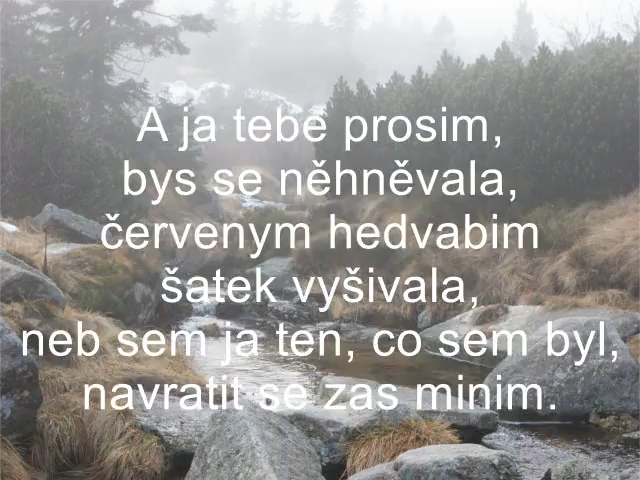 A ja tebe prosim,
bys se něhněvala,
červenym hedvabim
šatek vyšivala,
neb sem ja ten, co sem byl,
navratit se zas minim.